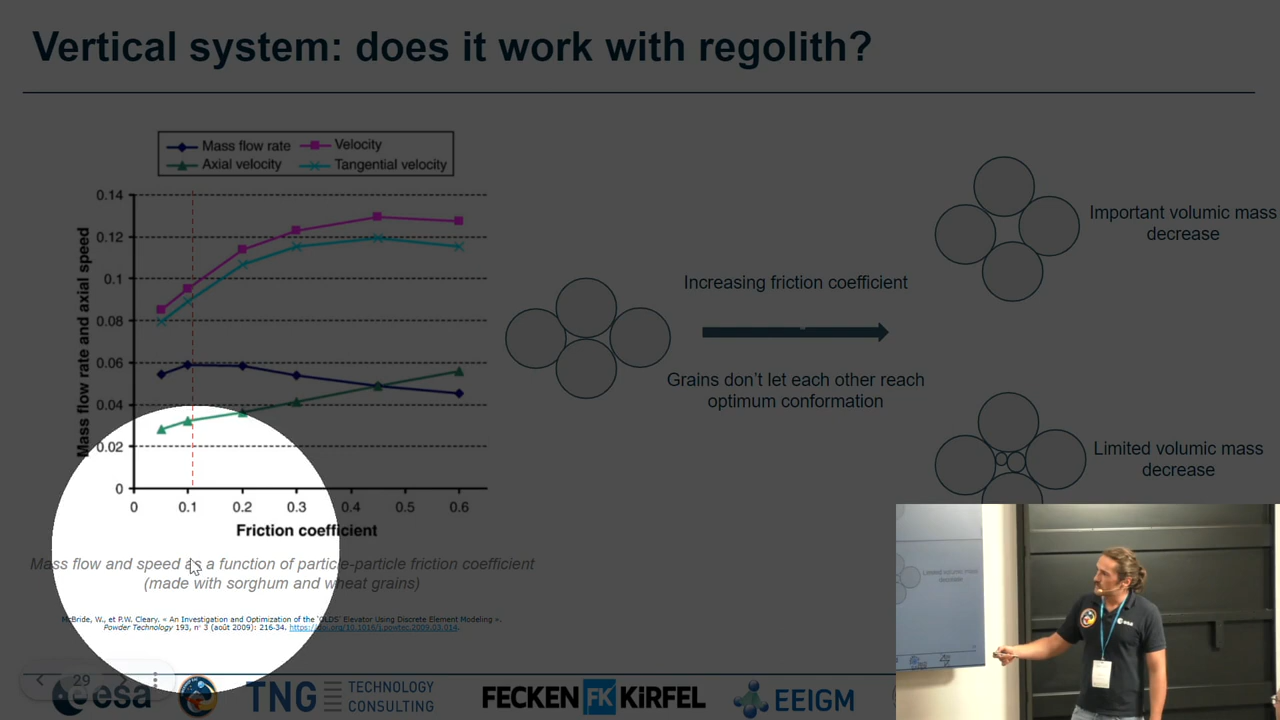 Vertical system: does it work with regolith?
Mass flow rate
Velocity
Axial velocity
Tangential velocity
0.14
0.12
0.1
0.08
0.06
0.04
0.02
0
Mass flow rate and axial speed
0 0.1 0.2 0.3 0.4 0.5 0.6
Friction coefficient
Mass flow and speed as a function of particle-particle friction coefficient
(made with sorghum and wheat grains)
McBride, W., et P.W. Cleary. « An Investigation and Optimization of the 'OLDS' Elevator Using Discrete Element Modeling ».
Powder Technology 193, nᵒ 3 (août 2009): 216-34. https://doi.org/10.1016/j.powtec.2009.03.014.
Increasing friction coefficient
Grains don't let each other reach
optimum conformation
Important volumic mass
decrease
Limited volumic mass
decrease
Limited volumic mass
decrease
esa
29
esa
TNG TECHNOLOGY
CONSULTING
FECKEN FK KIRFEL
EEIGM